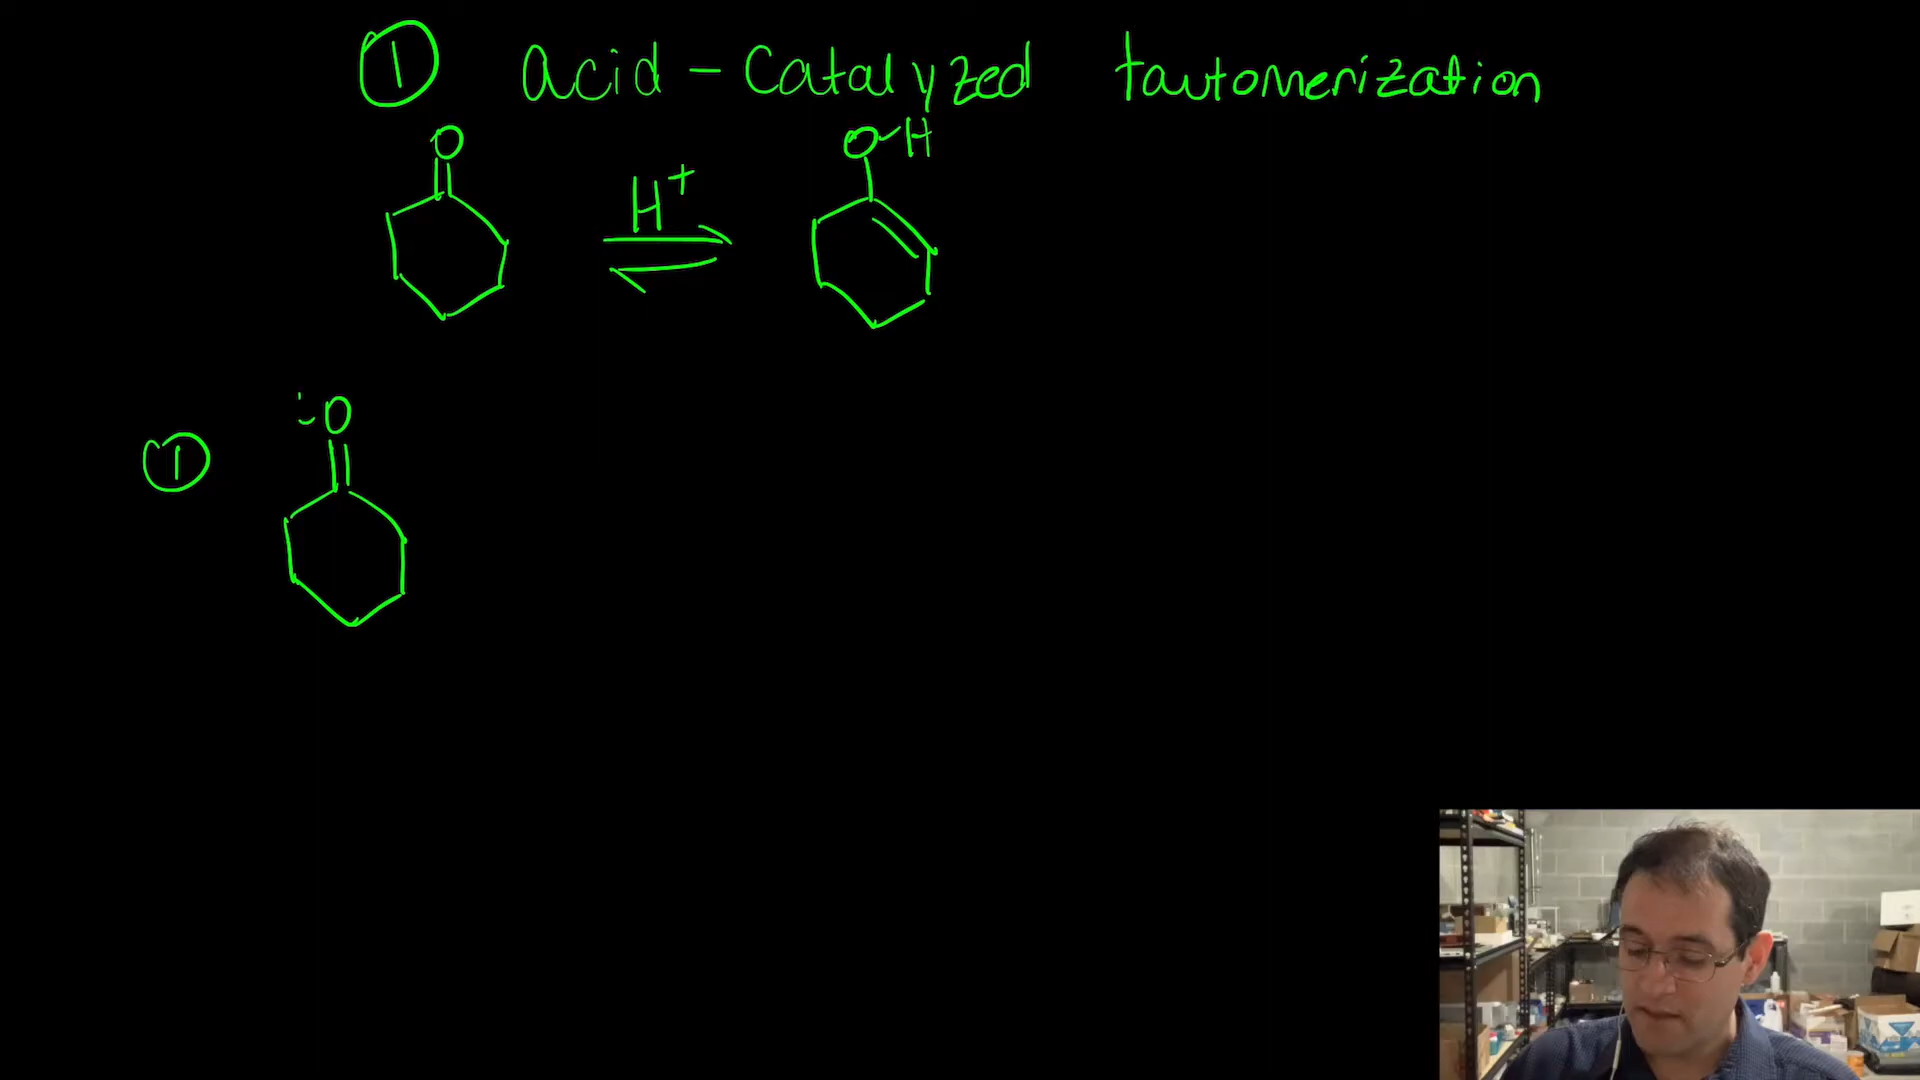 ① acid - Catalyzed tautomerization
O
O-H
H+
:O
①